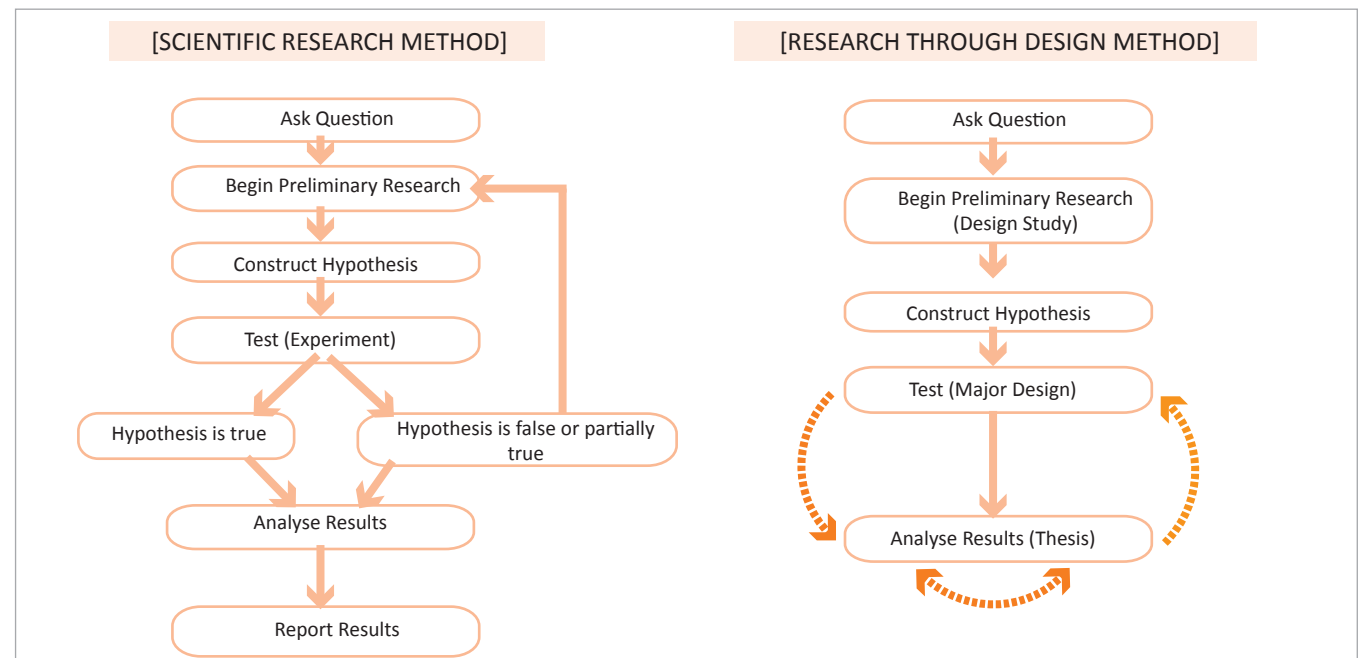 [SCIENTIFIC RESEARCH METHOD]
Ask Question
Begin Preliminary Research
Construct Hypothesis
Test (Experiment)
Hypothesis is true
Hypothesis is false or partially
true
Analyse Results
Report Results
[RESEARCH THROUGH DESIGN METHOD]
Ask Question
Begin Preliminary Research
(Design Study)
Construct Hypothesis
Test (Major Design)
Analyse Results (Thesis)